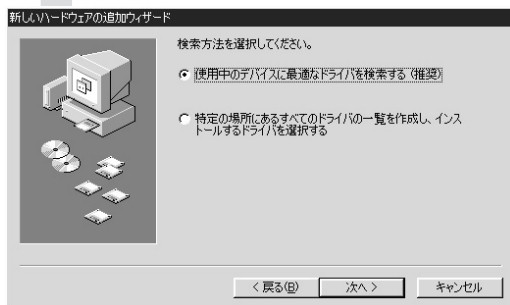 新しいハードウェアの追加ウィザード
検索方法を選択してください。
使用中のデバイスに最適なドライバを検索する (推奨)
特定の場所にあるすべてのドライバの一覧を作成し、インス
トールするドライバを選択する
< 戻る(B)
次へ >
キャンセル